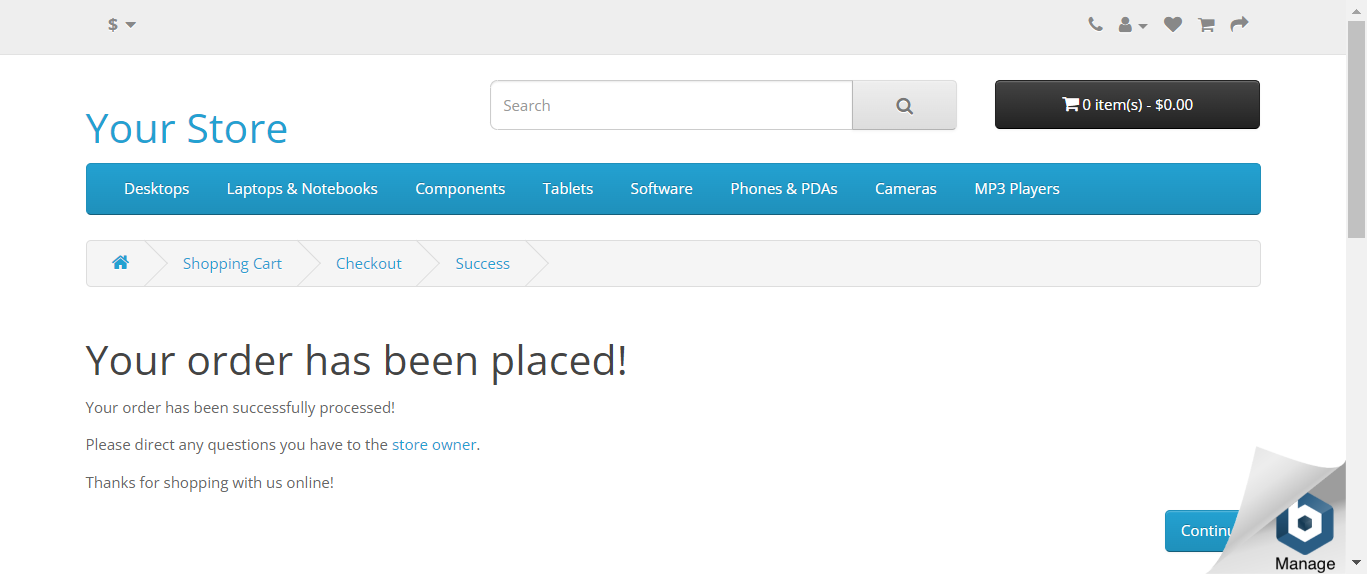 $
Your Store
Search
0 item(s) - $0.00
Desktops Laptops & Notebooks Components Tablets Software Phones & PDAs Cameras MP3 Players
Shopping Cart Checkout Success
Your order has been placed!
Your order has been successfully processed!
Please direct any questions you have to the store owner.
Thanks for shopping with us online!
Continu
Manage